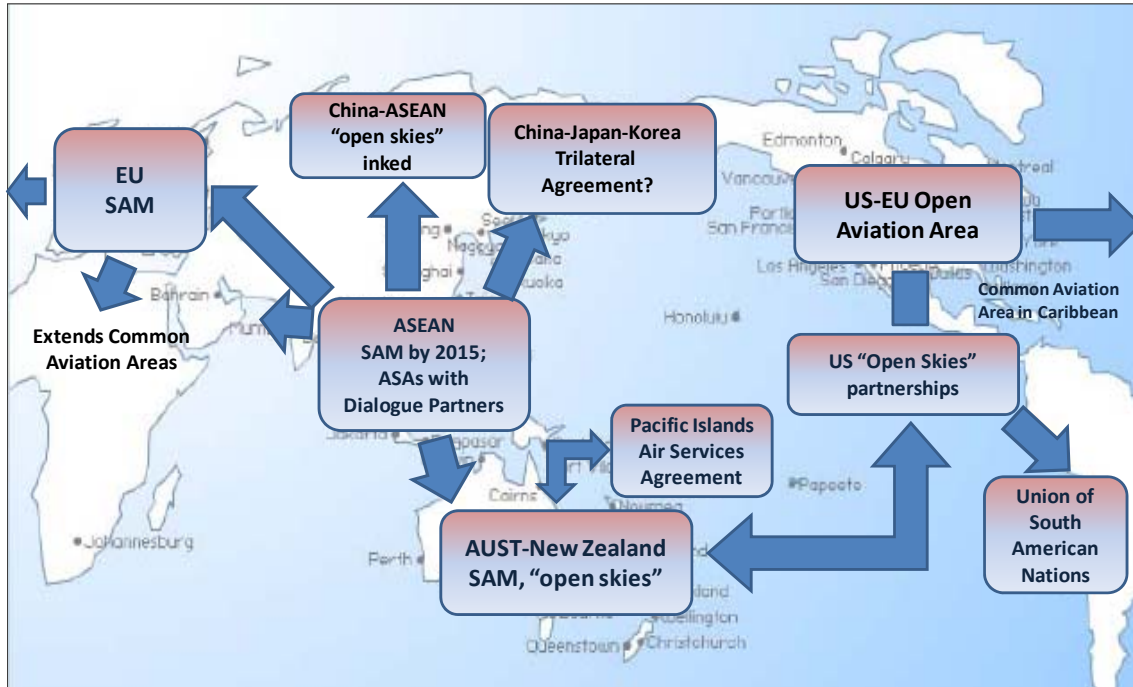 China-ASEAN
“open skies”
inked
China-Japan-Korea
Trilateral
Agreement?
EU
SAM
Edmonton
Calgary
Vancouver
Montreal
US-EU Open
Aviation Area
San Francisco
Los Angeles
San Diego
Dallas
Washington
Bahrain
Extends Common
Aviation Areas
ASEAN
SAM by 2015;
ASAs with
Dialogue Partners
Honolulu
Common Aviation
Area in Caribbean
US “Open Skies”
partnerships
Jakarta
Pacific Islands
Air Services
Agreement
Cairns
Noumea
Papeete
Union of
South
American
Nations
Johannesburg
Perth
AUST-New Zealand
SAM, “open skies”
Wellington
Queenstown
Christchurch